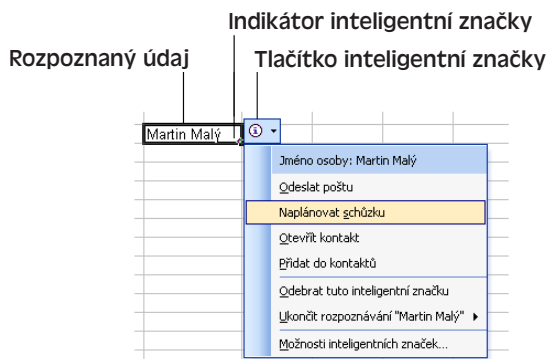 Indikátor inteligentní značky
Rozpoznaný údaj
Tlačítko inteligentní značky
Martin Malý
Jméno osoby: Martin Malý
Odeslat poštu
Naplánovat schůzku
Otevřít kontakt
Přidat do kontaktů
Odebrat tuto inteligentní značku
Ukončit rozpoznávání "Martin Malý"
Možnosti inteligentních značek...